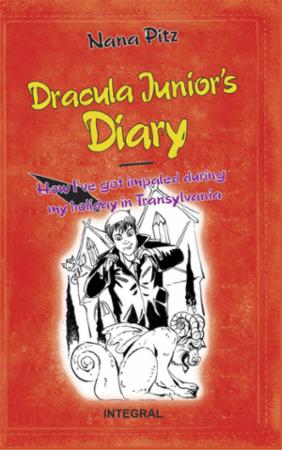 Nana Pitz
Dracula Junior's
Diary
How I've got impaled during
my holiday in Transylvania
INTEGRAL